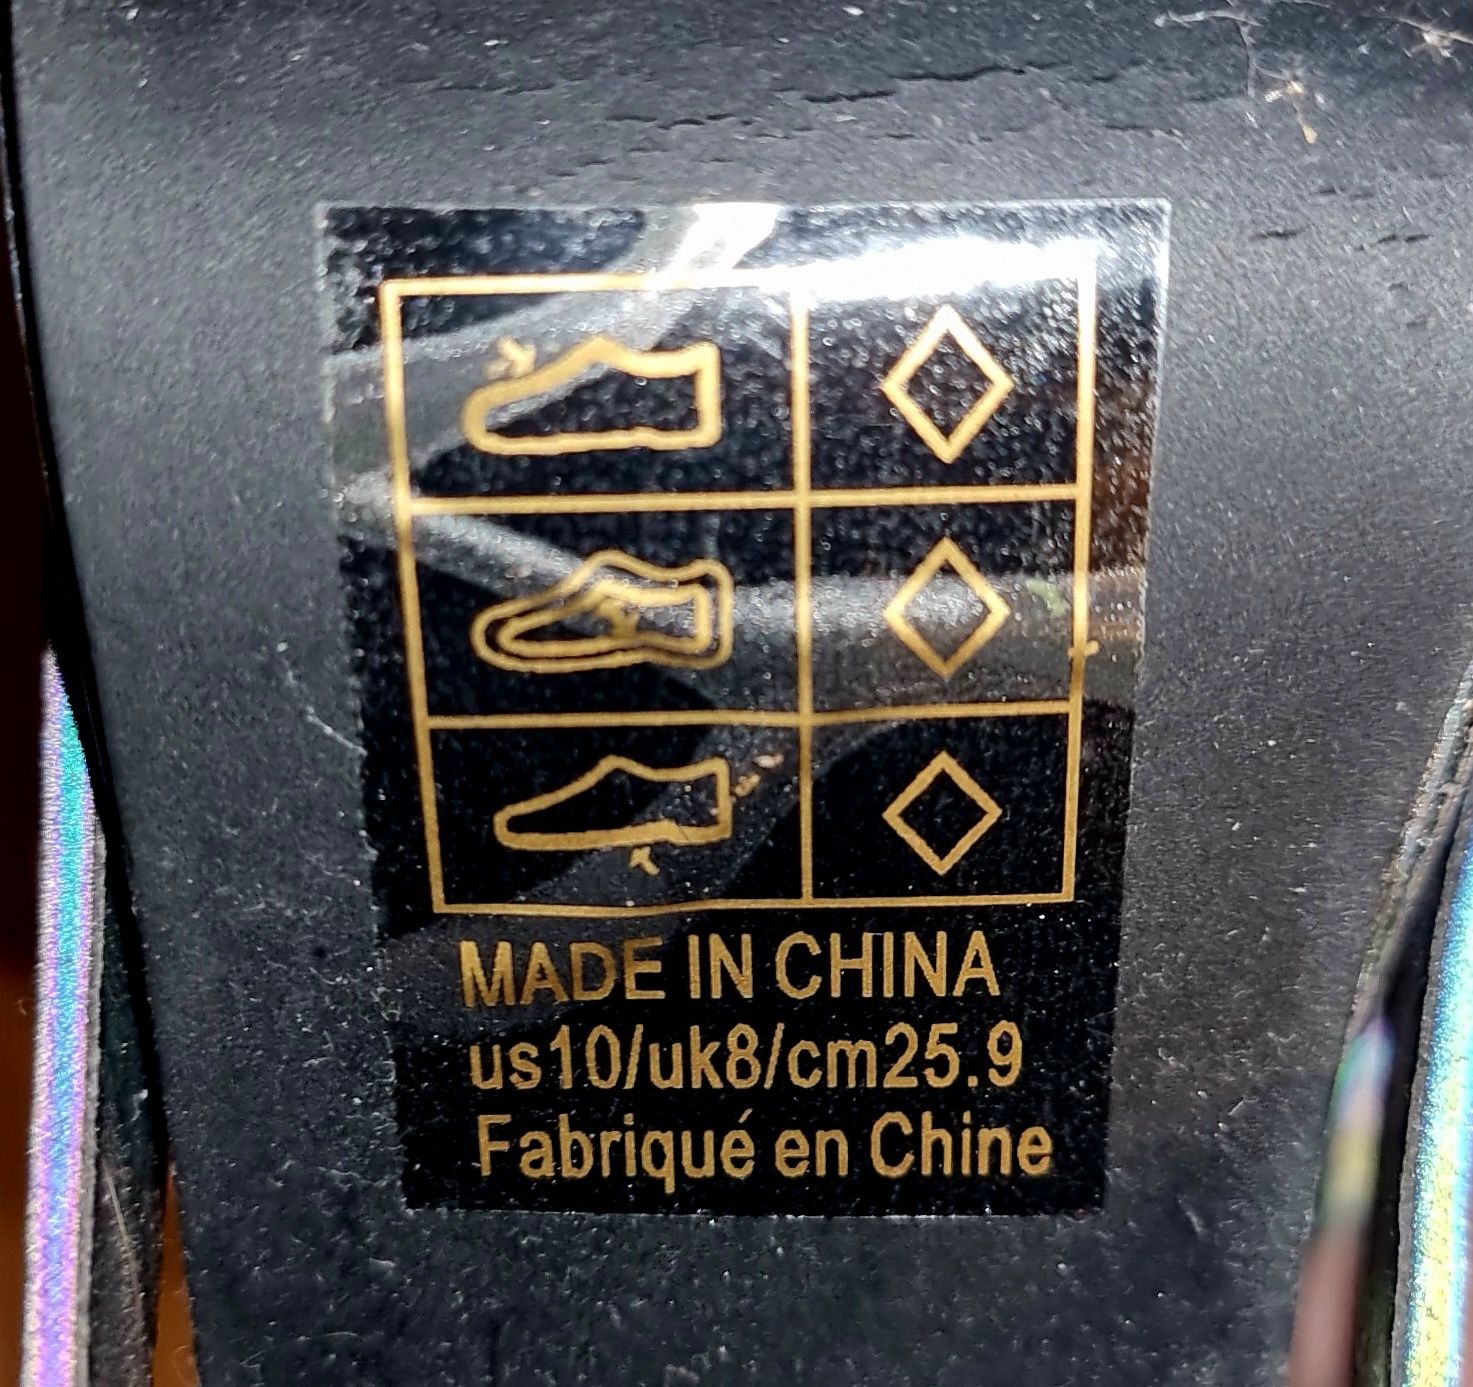 MADE IN CHINA
us10/uk8/cm25.9
Fabriqué en Chine